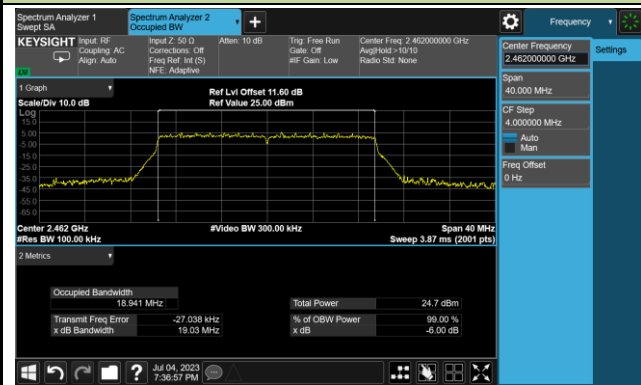 Spectrum Analyzer 1
Swept SA
Spectrum Analyzer 2
Occupied BW
+
Frequency
KEYSIGHT
Input: RF
Coupling: AC
Align: Auto
Input Z: 50 Ω
Corrections: Off
Freq Ref: Int (S)
NFE: Adaptive
Atten: 10 dB
Trig: Free Run
Gate: Off
#IF Gain: Low
Center Freq: 2.462000000 GHz
Avg|Hold:>10/10
Radio Std: None
LXI
Center Frequency
2.462000000 GHz
Settings
Span
40.000 MHz
CF Step
4.000000 MHz
Auto
Man
Freq Offset
0 Hz
1 Graph
Scale/Div 10.0 dB
Ref Lvl Offset 11.60 dB
Ref Value 25.00 dBm
Log
15.0
5.00
-5.00
-15.0
-25.0
-35.0
-45.0
-55.0
-65.0
Center 2.462 GHz
#Video BW 300.00 kHz
Span 40 MHz
#Res BW 100.00 kHz
Sweep 3.87 ms (2001 pts)
2 Metrics
Occupied Bandwidth
18.941 MHz
Total Power 24.7 dBm
Transmit Freq Error -27.038 kHz
% of OBW Power 99.00 %
x dB Bandwidth 19.03 MHz
x dB -6.00 dB
?
Jul 04, 2023
7:36:57 PM